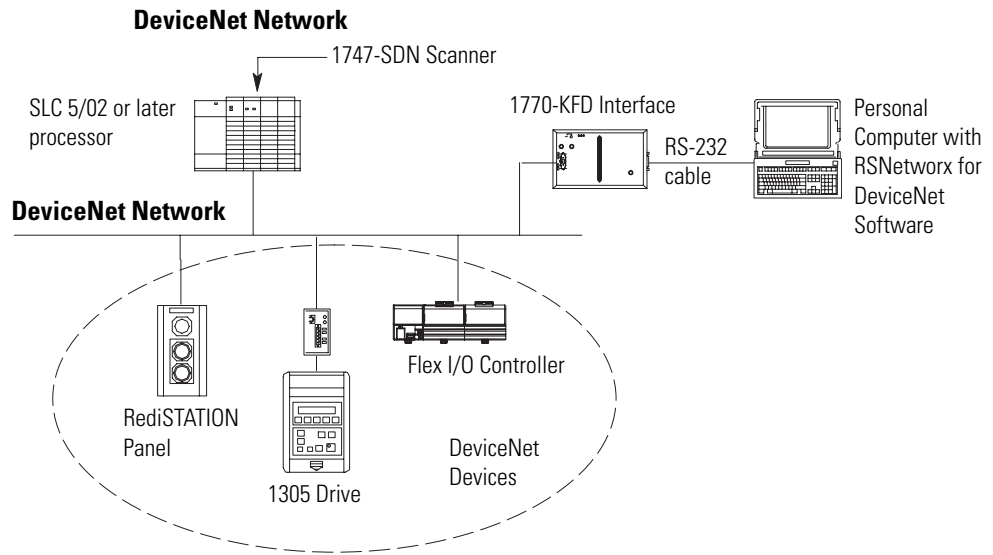 DeviceNet Network
1747-SDN Scanner
SLC 5/02 or later
processor
1770-KFD Interface
RS-232
cable
Personal
Computer with
RSNetworx for
DeviceNet
Software
DeviceNet Network
Flex I/O Controller
RediSTATION
Panel
1305 Drive
DeviceNet
Devices